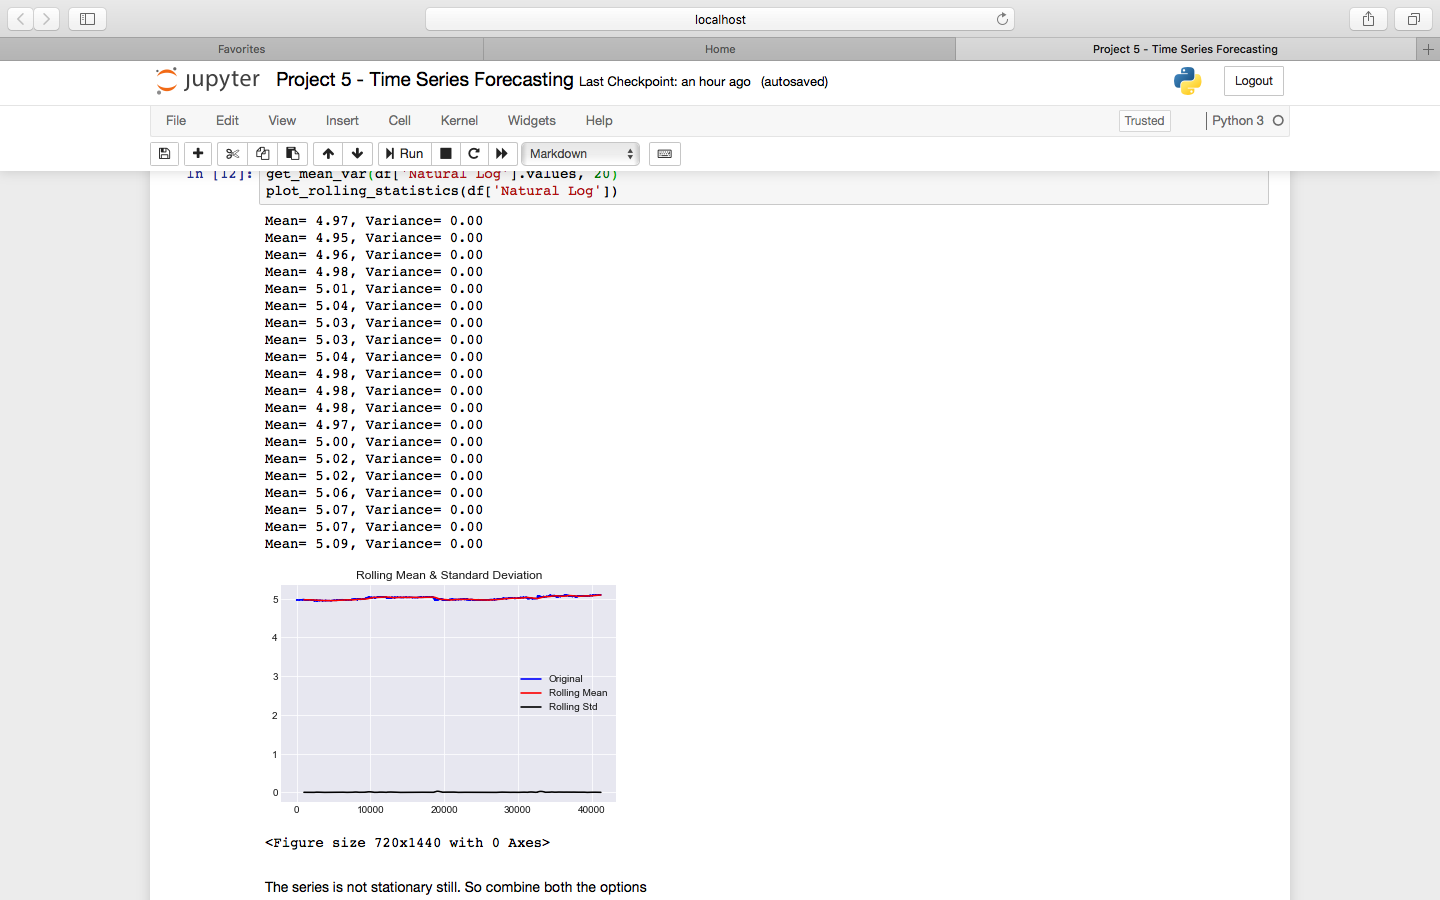 localhost
Favorites
Home
Project 5 - Time Series Forecasting
jupyter Project 5 - Time Series Forecasting Last Checkpoint: an hour ago (autosaved)
Logout
File Edit View Insert Cell Kernel Widgets Help
Trusted
Python 3
Run
Markdown
In [12]: get_mean_var(df['Natural Log'].values, 20)
plot_rolling_statistics(df['Natural Log'])
Mean= 4.97, Variance= 0.00
Mean= 4.95, Variance= 0.00
Mean= 4.96, Variance= 0.00
Mean= 4.98, Variance= 0.00
Mean= 5.01, Variance= 0.00
Mean= 5.04, Variance= 0.00
Mean= 5.03, Variance= 0.00
Mean= 5.03, Variance= 0.00
Mean= 5.04, Variance= 0.00
Mean= 4.98, Variance= 0.00
Mean= 4.98, Variance= 0.00
Mean= 4.98, Variance= 0.00
Mean= 4.97, Variance= 0.00
Mean= 5.00, Variance= 0.00
Mean= 5.02, Variance= 0.00
Mean= 5.02, Variance= 0.00
Mean= 5.06, Variance= 0.00
Mean= 5.07, Variance= 0.00
Mean= 5.07, Variance= 0.00
Mean= 5.09, Variance= 0.00
Rolling Mean & Standard Deviation
5
4
3
2
1
0
Original
Rolling Mean
Rolling Std
0 10000 20000 30000 40000
<Figure size 720x1440 with 0 Axes>
The series is not stationary still. So combine both the options